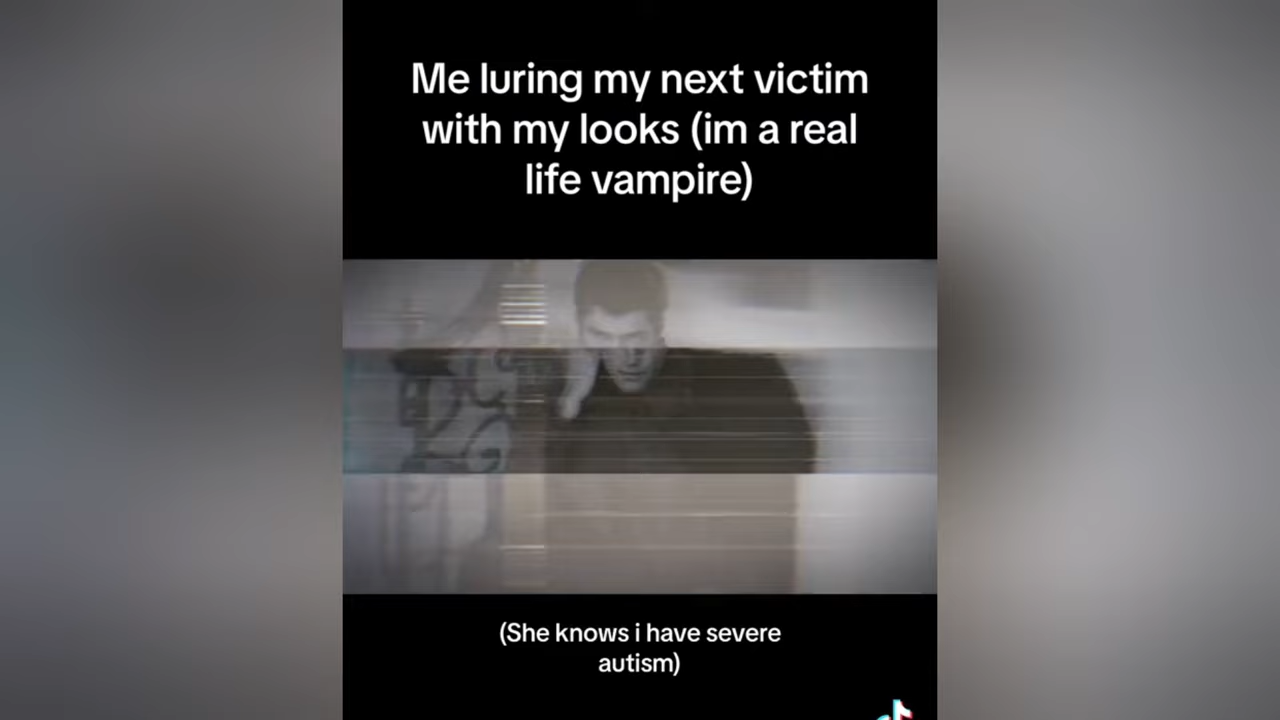 Me luring my next victim
with my looks (im a real
life vampire)
(She knows i have severe
autism)